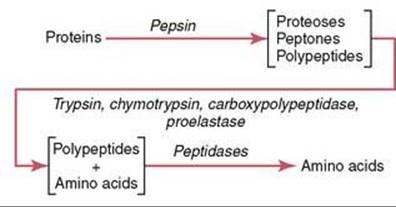 Proteins
Pepsin
Proteoses
Peptones
Polypeptides
Trypsin, chymotrypsin, carboxypolypeptidase,
proelastase
Polypeptides
+
Amino acids
Peptidases
Amino acids